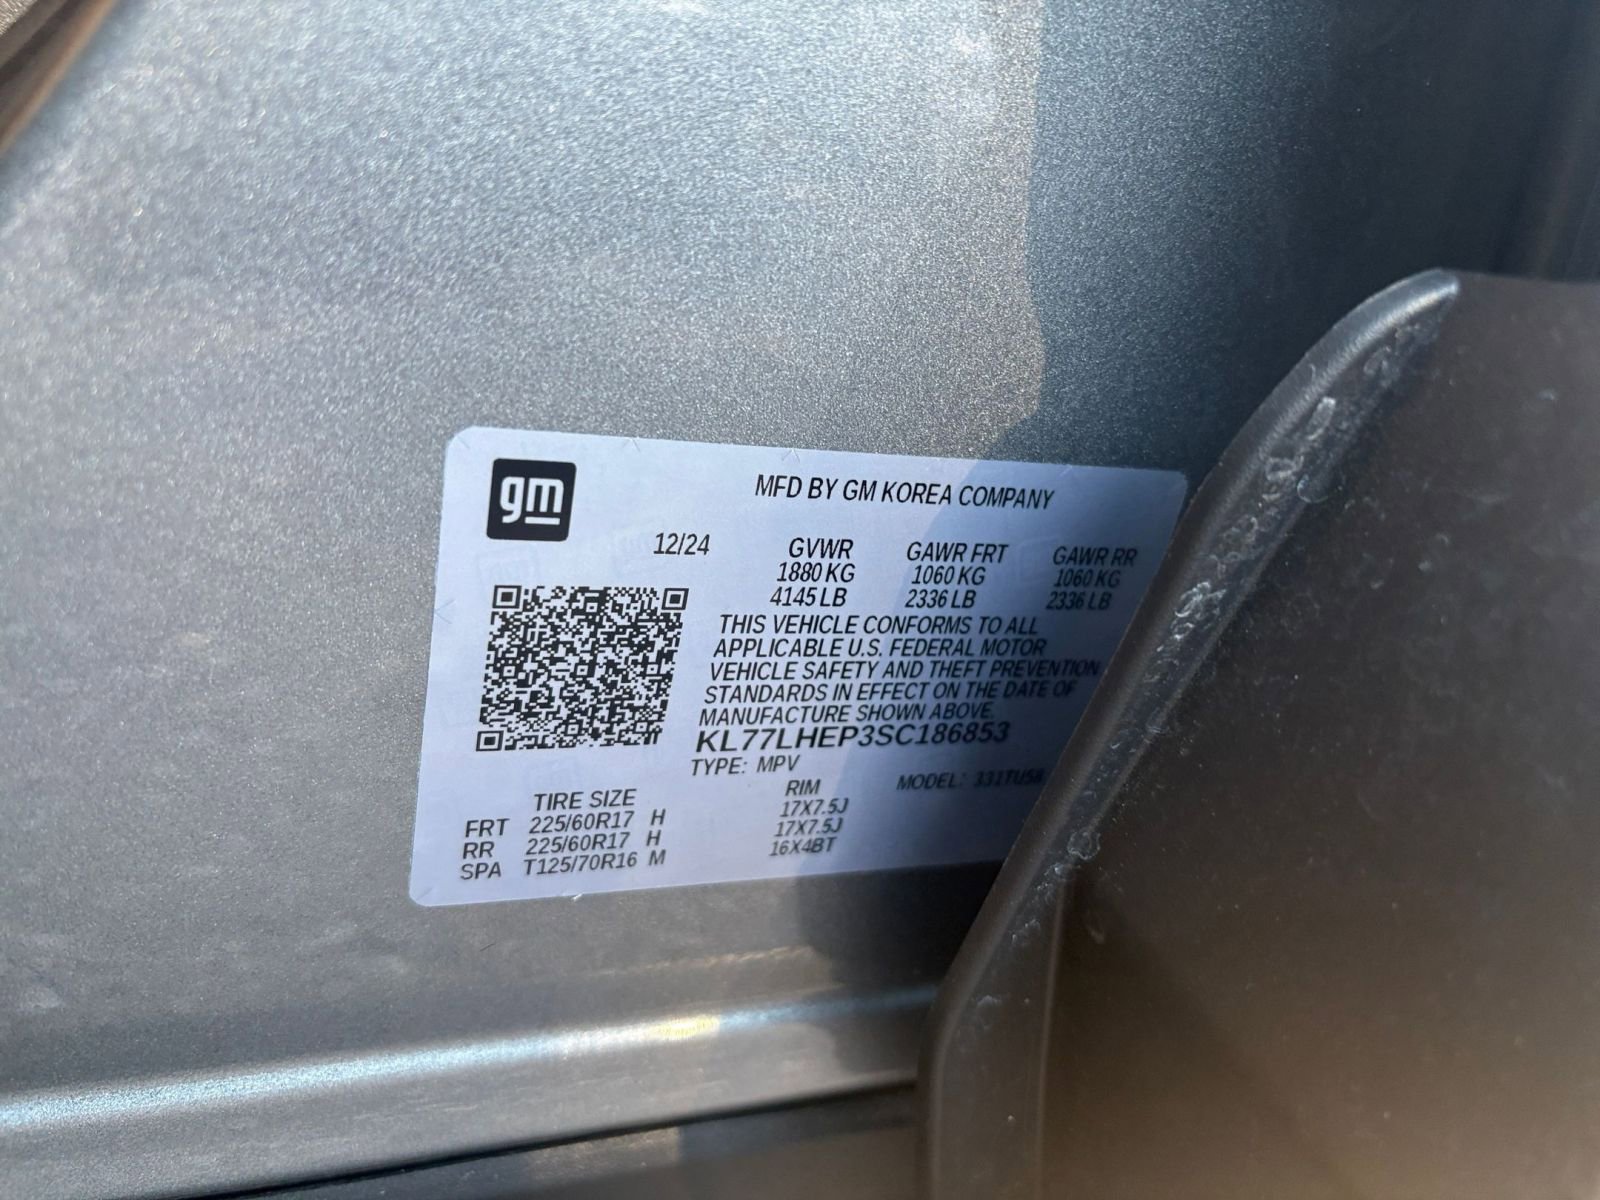 gm
MFD BY GM KOREA COMPANY
12/24 GVWR GAWR FRT GAWR RR
1880 KG 1060 KG 1060 KG
4145 LB 2336 LB 2336 LB
THIS VEHICLE CONFORMS TO ALL
APPLICABLE U.S. FEDERAL MOTOR
VEHICLE SAFETY AND THEFT PREVENTION
STANDARDS IN EFFECT ON THE DATE OF
MANUFACTURE SHOWN ABOVE.
KL77LHEP3SC186853
TYPE: MPV MODEL: 331TU58
TIRE SIZE RIM
FRT 225/60R17 H 17X7.5J
RR 225/60R17 H 17X7.5J
SPA T125/70R16 M 16X4BT